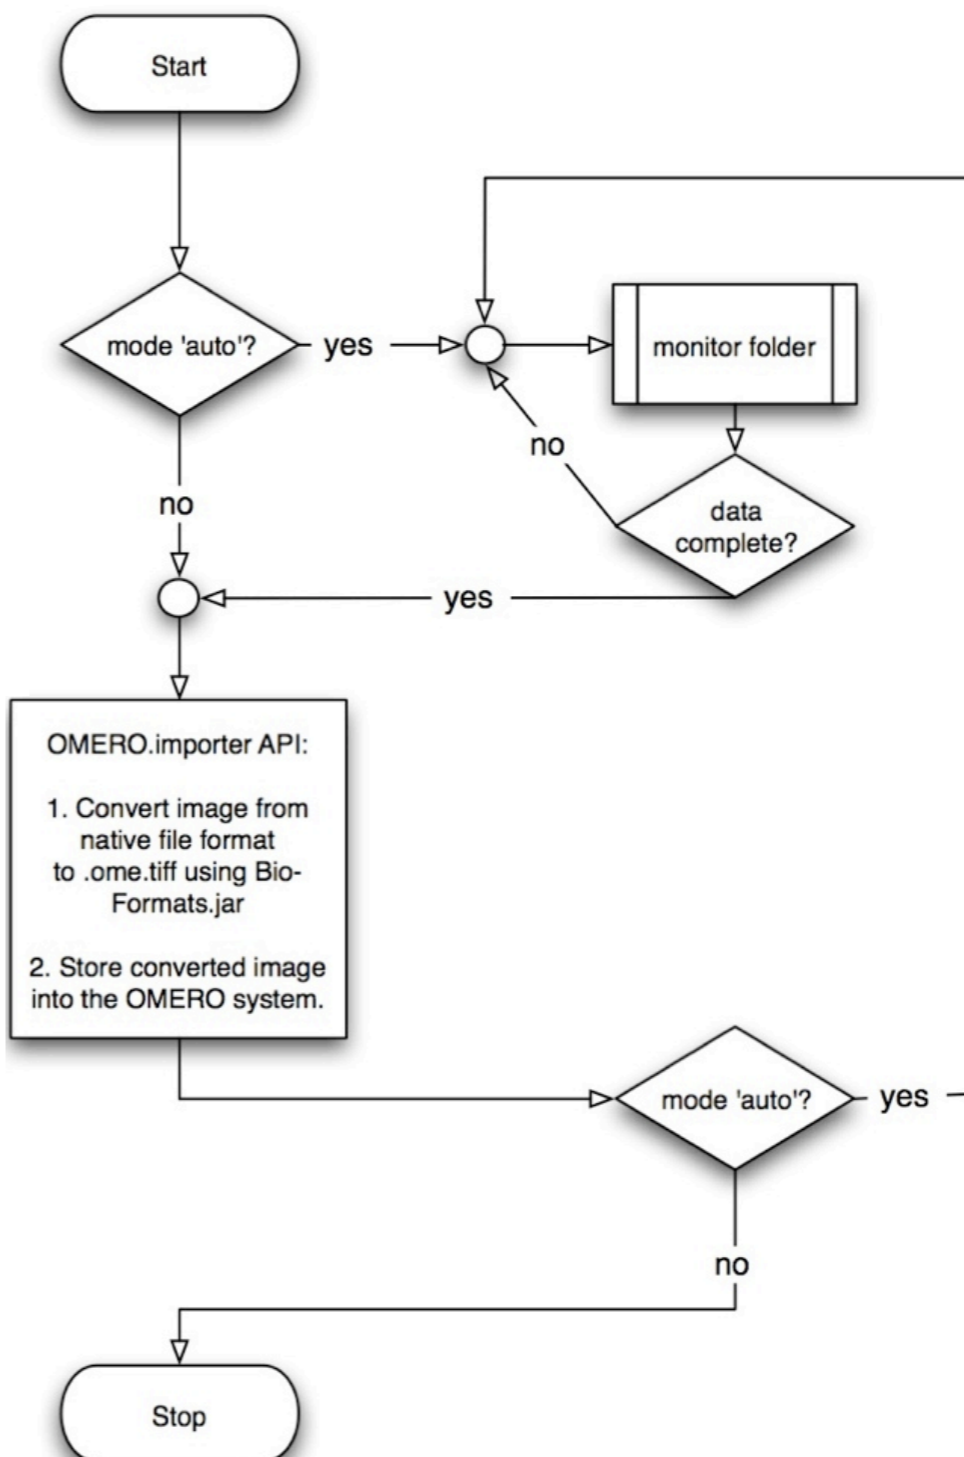 Start
mode 'auto'?
yes
monitor folder
no
data
complete?
no
yes
OMERO.importer API:
1. Convert image from
native file format
to .ome.tiff using Bio-
Formats.jar
2. Store converted image
into the OMERO system.
mode 'auto'?
yes
no
Stop